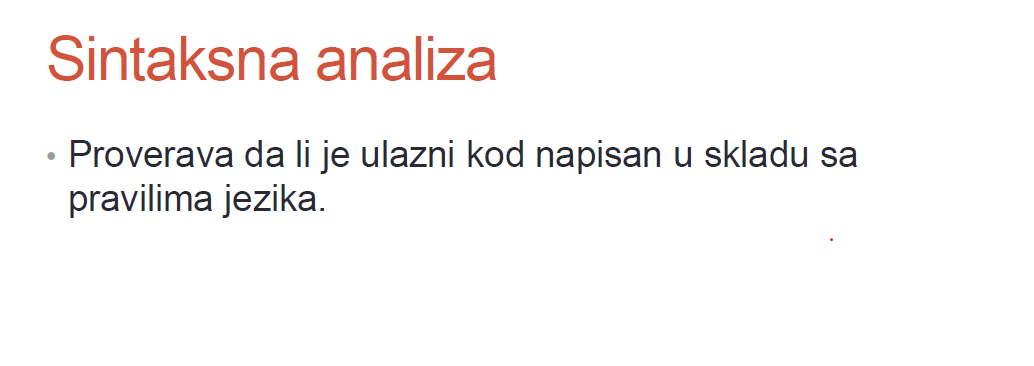 Sintaksna analiza
• Proverava da li je ulazni kod napisan u skladu sa
pravilima jezika.